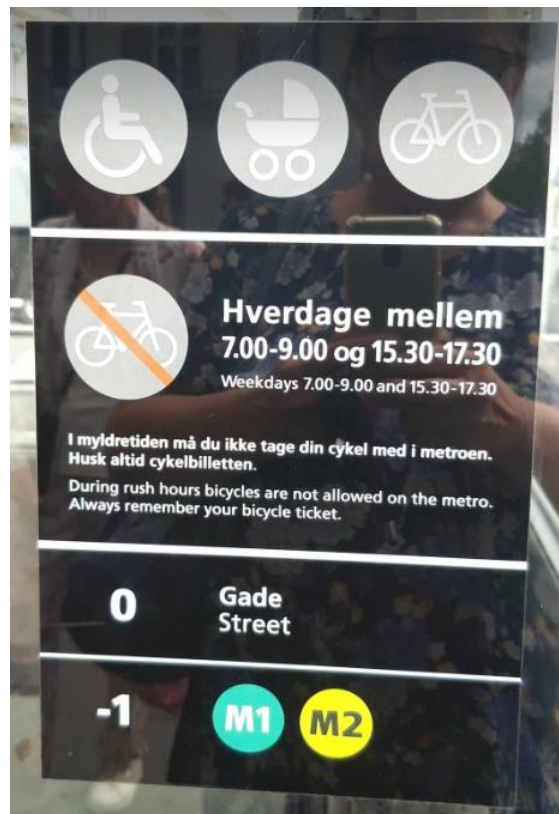 Hverdage mellem
7.00-9.00 og 15.30-17.30
Weekdays 7.00-9.00 and 15.30-17.30
I myldretiden må du ikke tage din cykel med i metroen.
Husk altid cykelbilletten.
During rush hours bicycles are not allowed on the metro.
Always remember your bicycle ticket.
0 Gade
Street
-1 M1 M2